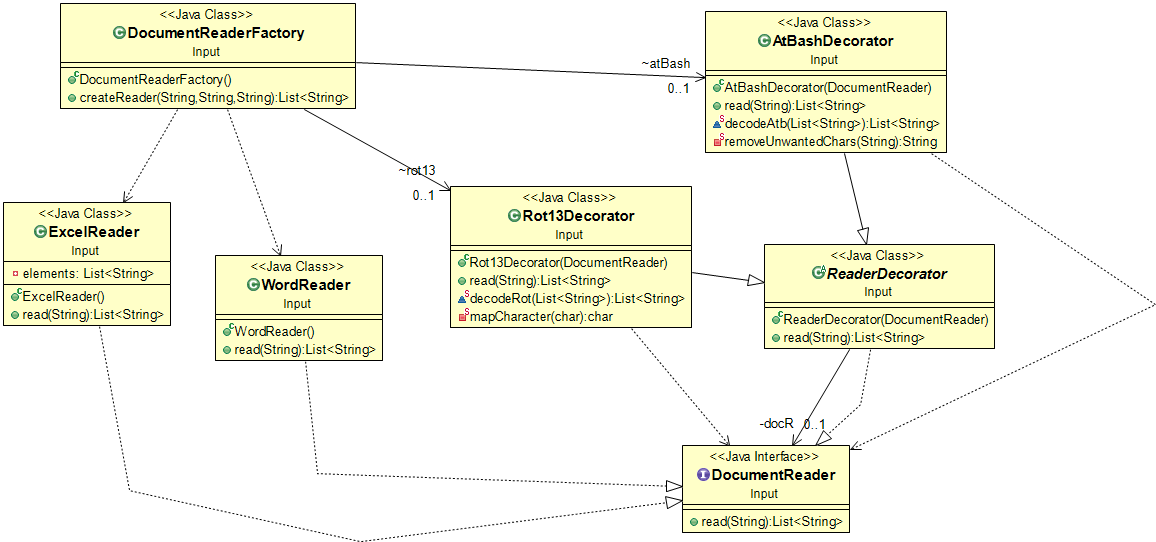 <<Java Class>>
DocumentReaderFactory
Input
DocumentReaderFactory()
createReader(String,String,String):List<String>
~atBash
0..1
<<Java Class>>
AtBashDecorator
Input
AtBashDecorator(DocumentReader)
read(String):List<String>
decodeAtb(List<String>):List<String>
removeUnwantedChars(String):String
~rot13
0..1
<<Java Class>>
ExcelReader
Input
elements: List<String>
ExcelReader()
read(String):List<String>
<<Java Class>>
WordReader
Input
WordReader()
read(String):List<String>
<<Java Class>>
Rot13Decorator
Input
Rot13Decorator(DocumentReader)
read(String):List<String>
decodeRot(List<String>):List<String>
mapCharacter(char):char
<<Java Class>>
ReaderDecorator
Input
ReaderDecorator(DocumentReader)
read(String):List<String>
-docR
0..1
<<Java Interface>>
DocumentReader
Input
read(String):List<String>